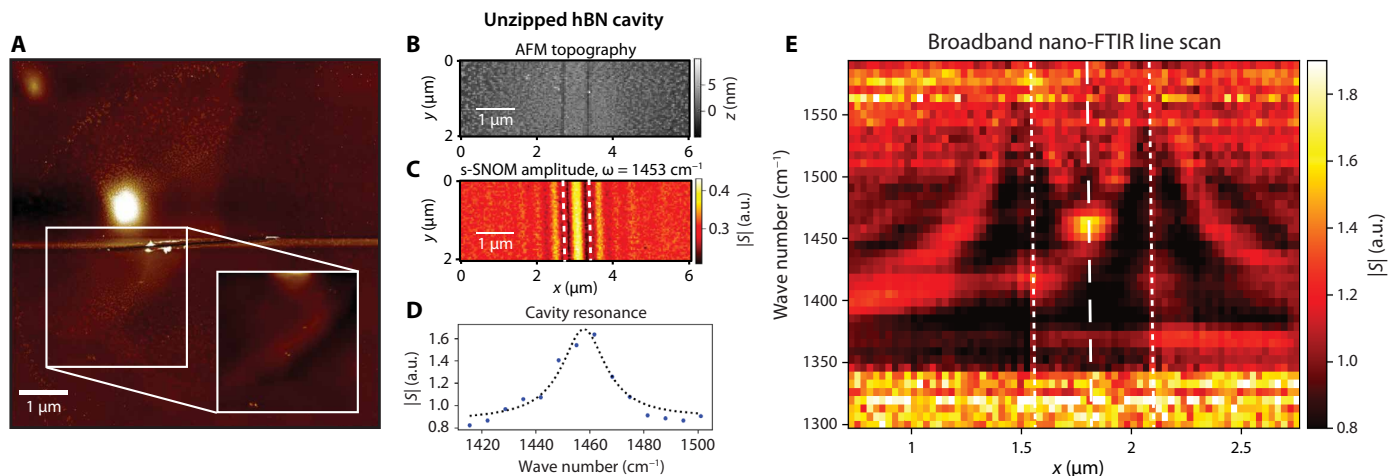 Unzipped hBN cavity
A
1 µm
B
AFM topography
0
2
y (µm)
1 µm
0 2 4 6
5
0
z (nm)
C
s-SNOM amplitude, ω = 1453 cm⁻¹
0
2
y (µm)
1 µm
0 2 4 6
x (µm)
0.4
0.3
|S| (a.u.)
D
Cavity resonance
1.6
1.4
1.2
1.0
0.8
|S| (a.u.)
1420 1440 1460 1480 1500
Wave number (cm⁻¹)
E
Broadband nano-FTIR line scan
1550
1500
1450
1400
1350
1300
Wave number (cm⁻¹)
1 1.5 2 2.5
x (µm)
1.8
1.6
1.4
1.2
1.0
0.8
|S| (a.u.)